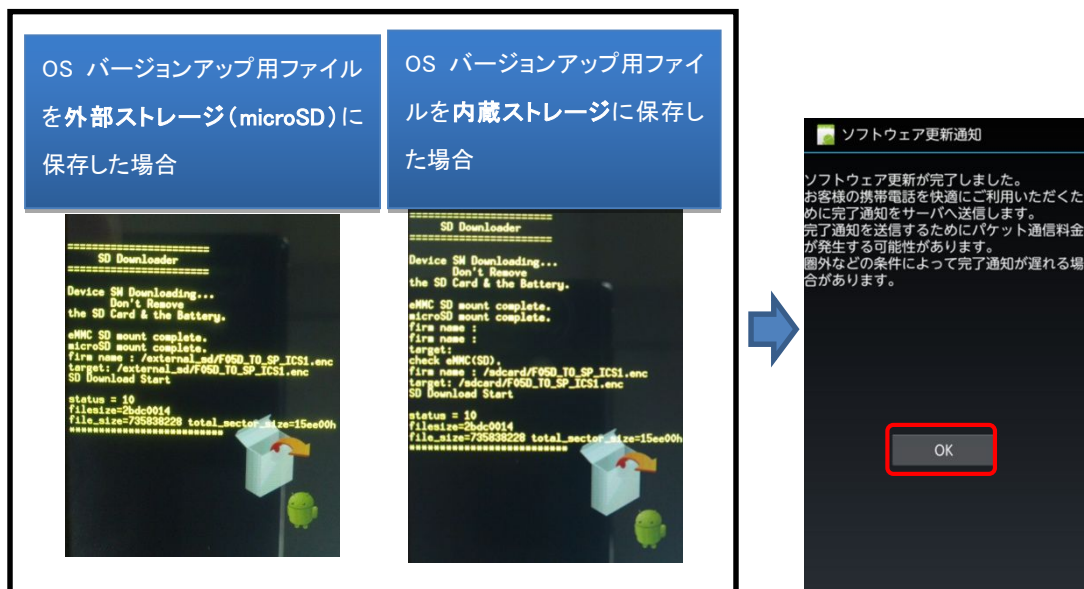 OS バージョンアップ用ファイル
を外部ストレージ(microSD)に
保存した場合
OS バージョンアップ用ファイ
ルを内蔵ストレージに保存し
た場合
========================
SD Downloader
========================
Device SW Downloading...
Don't Remove
the SD Card & the Battery.
eMMC SD mount complete.
microSD mount complete.
firm name : /external_sd/F05D_TO_SP_ICS1.enc
target: /external_sd/F05D_TO_SP_ICS1.enc
SD Download Start
status = 10
filesize=2bdc0014
file_size=735838228 total_sector_size=15ee00h
**************************
========================
SD Downloader
========================
Device SW Downloading...
Don't Remove
the SD Card & the Battery.
eMMC SD mount complete.
microSD mount complete.
firm name :
firm name :
target:
check eMMC(SD).
firm name : /sdcard/F05D_TO_SP_ICS1.enc
target: /sdcard/F05D_TO_SP_ICS1.enc
SD Download Start
status = 10
filesize=2bdc0014
file_size=735838228 total_sector_size=15ee00h
**************************
ソフトウェア更新通知
ソフトウェア更新が完了しました。
お客様の携帯電話を快適にご利用いただくた
めに完了通知をサーバへ送信します。
完了通知を送信するためにパケット通信料金
が発生する可能性があります。
圏外などの条件によって完了通知が遅れる場
合があります。
OK